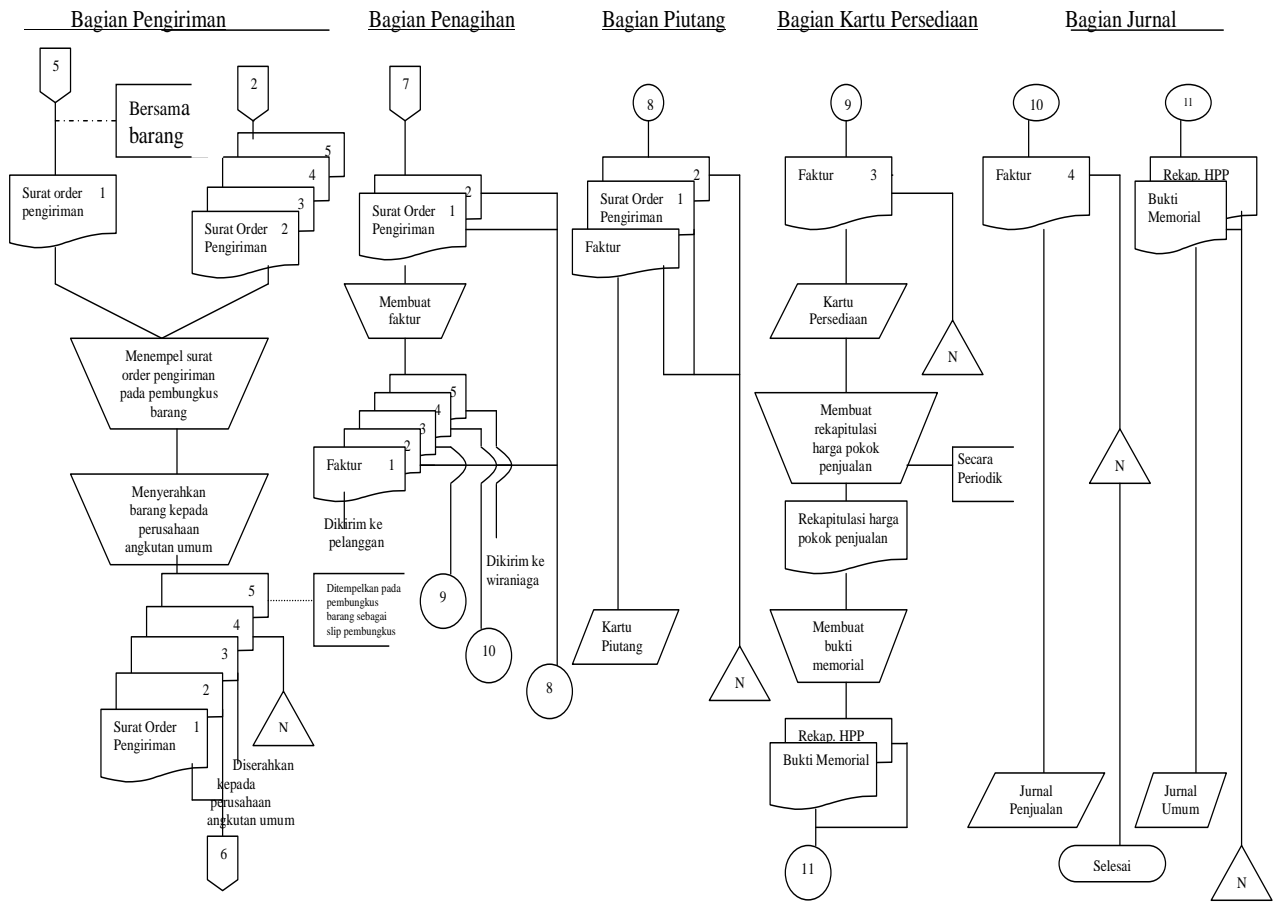 Bagian Pengiriman
Bagian Penagihan
Bagian Piutang
Bagian Kartu Persediaan
Bagian Jurnal
5
Bersama
barang
2
5
4
3
Surat order 1
pengiriman
Surat Order 2
Pengiriman
Menempel surat
order pengiriman
pada pembungkus
barang
Menyerahkan
barang kepada
perusahaan
angkutan umum
5
4
3
2
Surat Order 1
Pengiriman
Ditempelkan pada
pembungkus
barang sebagai
slip pembungkus
N
Diserahkan
kepada
perusahaan
angkutan umum
6
7
2
Surat Order 1
Pengiriman
Membuat
faktur
5
4
3
2
Faktur 1
Dikirim ke
pelanggan
Dikirim ke
wiraniaga
9
10
8
8
2
Surat Order 1
Pengiriman
Faktur
Kartu
Piutang
N
9
Faktur 3
Kartu
Persediaan
N
Membuat
rekapitulasi
harga pokok
penjualan
Secara
Periodik
Rekapitulasi harga
pokok penjualan
Membuat
bukti
memorial
Rekap. HPP
Bukti Memorial
11
10
Faktur 4
N
Jurnal
Penjualan
Selesai
11
Rekap. HPP
Bukti
Memorial
Jurnal
Umum
N